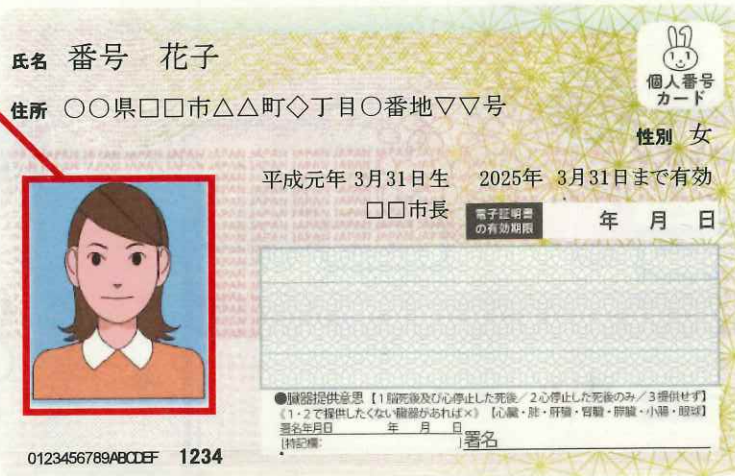 氏名 番号 花子
個人番号
カード
住所 ○○県□□市△△町◇丁目○番地▽▽号
性別 女
平成元年 3月31日生 2025年 3月31日まで有効
□□市長 電子証明書の有効期限 年 月 日
●臓器提供意思【1脳死後及び心停止した死後/2心停止した死後のみ/3提供せず】
《1・2で提供したくない臓器があれば×》【心臓・肺・肝臓・腎臓・膵臓・小腸・眼球】
署名年月日 年 月 日
[特記欄: ] 署名
0123456789ABCDEF 1234